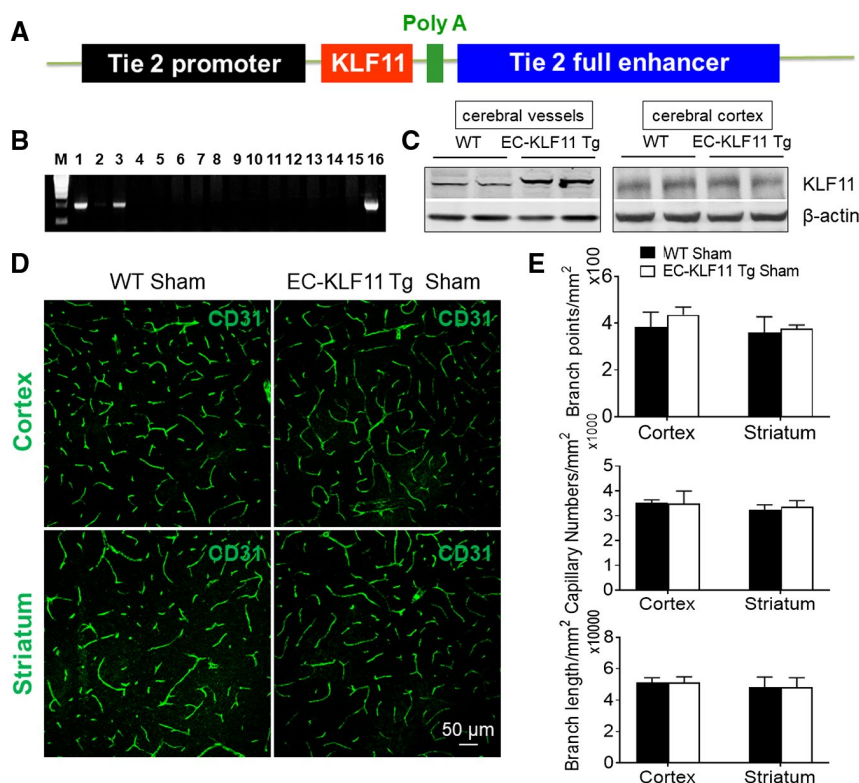 A
Poly A
Tie 2 promoter KLF11 Tie 2 full enhancer
B
M 1 2 3 4 5 6 7 8 9 10 11 12 13 14 15 16
C
cerebral vessels cerebral cortex
WT EC-KLF11 Tg WT EC-KLF11 Tg
KLF11
β-actin
D
WT Sham EC-KLF11 Tg Sham
Cortex
CD31 CD31
Striatum
CD31 CD31
50 µm
E
WT Sham
EC-KLF11 Tg Sham
Branch points/mm²
x100
6
4
2
0
Cortex Striatum
Capillary Numbers/mm²
x1000
5
4
3
2
1
0
Cortex Striatum
Branch length/mm²
x10000
8
6
4
2
0
Cortex Striatum